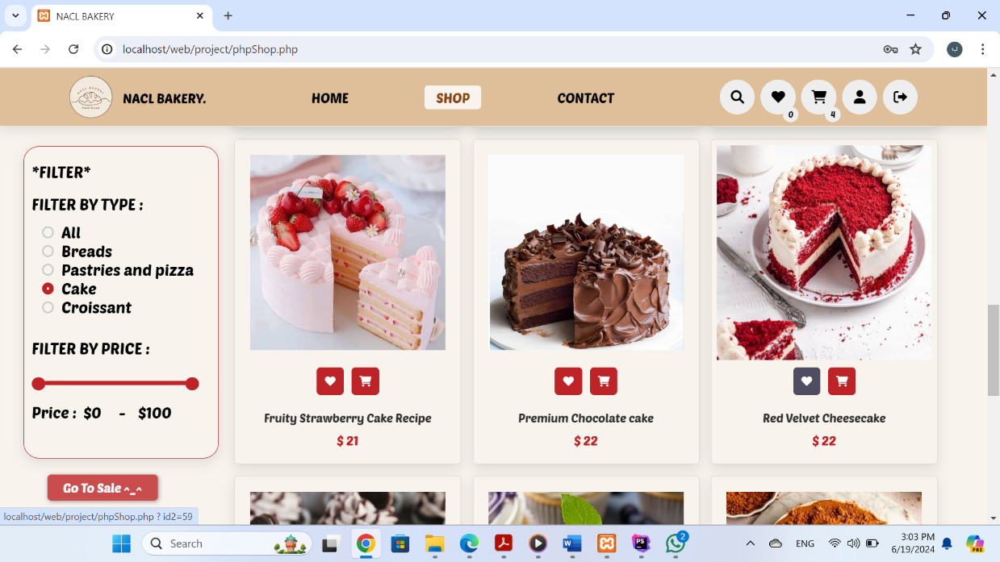 NACL BAKERY
localhost/web/project/phpShop.php
NACL BAKERY.
HOME
SHOP
CONTACT
0
4
*FILTER*
FILTER BY TYPE :
All
Breads
Pastries and pizza
Cake
Croissant
FILTER BY PRICE :
Price : $0 - $100
Go To Sale ^_^
Fruity Strawberry Cake Recipe
$ 21
Premium Chocolate cake
$ 22
Red Velvet Cheesecake
$ 22
localhost/web/project/phpShop.php ? id2=59
Search
PS
W
2
ENG
3:03 PM
6/19/2024
PRE